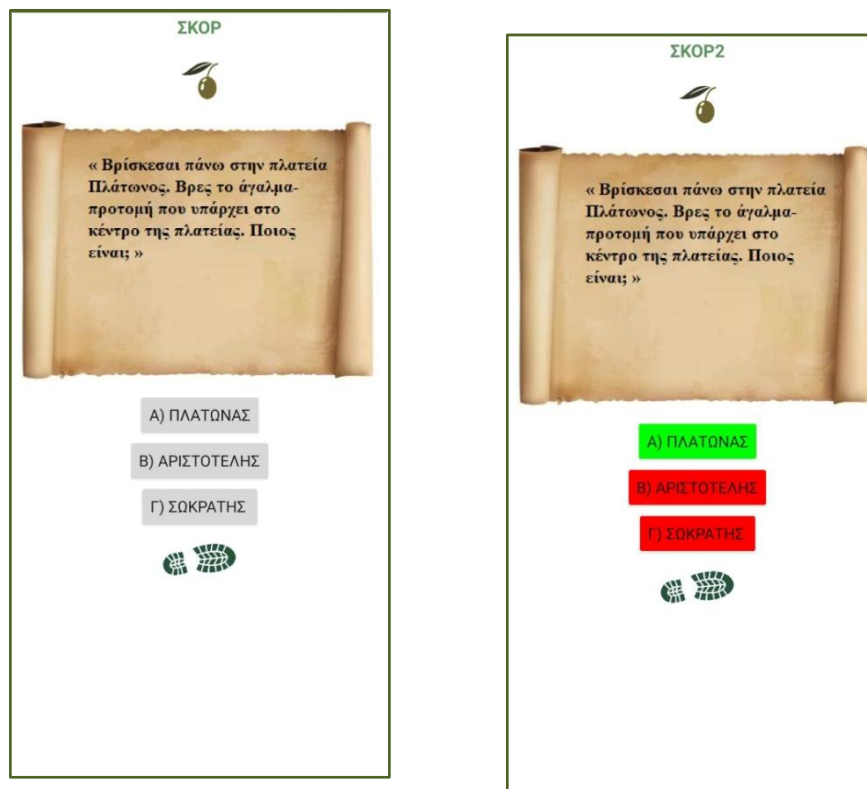 ΣΚΟΡ
« Βρίσκεσαι πάνω στην πλατεία
Πλάτωνος. Βρες το άγαλμα-
προτομή που υπάρχει στο
κέντρο της πλατείας. Ποιος
είναι; »
Α) ΠΛΑΤΩΝΑΣ
Β) ΑΡΙΣΤΟΤΕΛΗΣ
Γ) ΣΩΚΡΑΤΗΣ
ΣΚΟΡ2
« Βρίσκεσαι πάνω στην πλατεία
Πλάτωνος. Βρες το άγαλμα-
προτομή που υπάρχει στο
κέντρο της πλατείας. Ποιος
είναι; »
Α) ΠΛΑΤΩΝΑΣ
Β) ΑΡΙΣΤΟΤΕΛΗΣ
Γ) ΣΩΚΡΑΤΗΣ